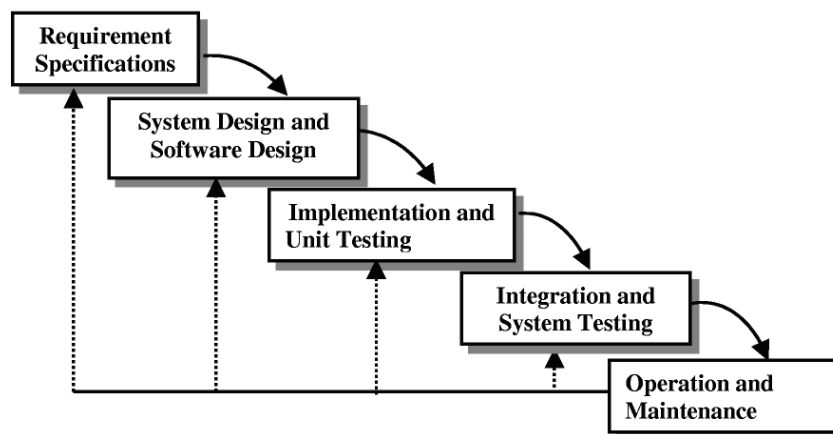 Requirement
Specifications
System Design and
Software Design
Implementation and
Unit Testing
Integration and
System Testing
Operation and
Maintenance